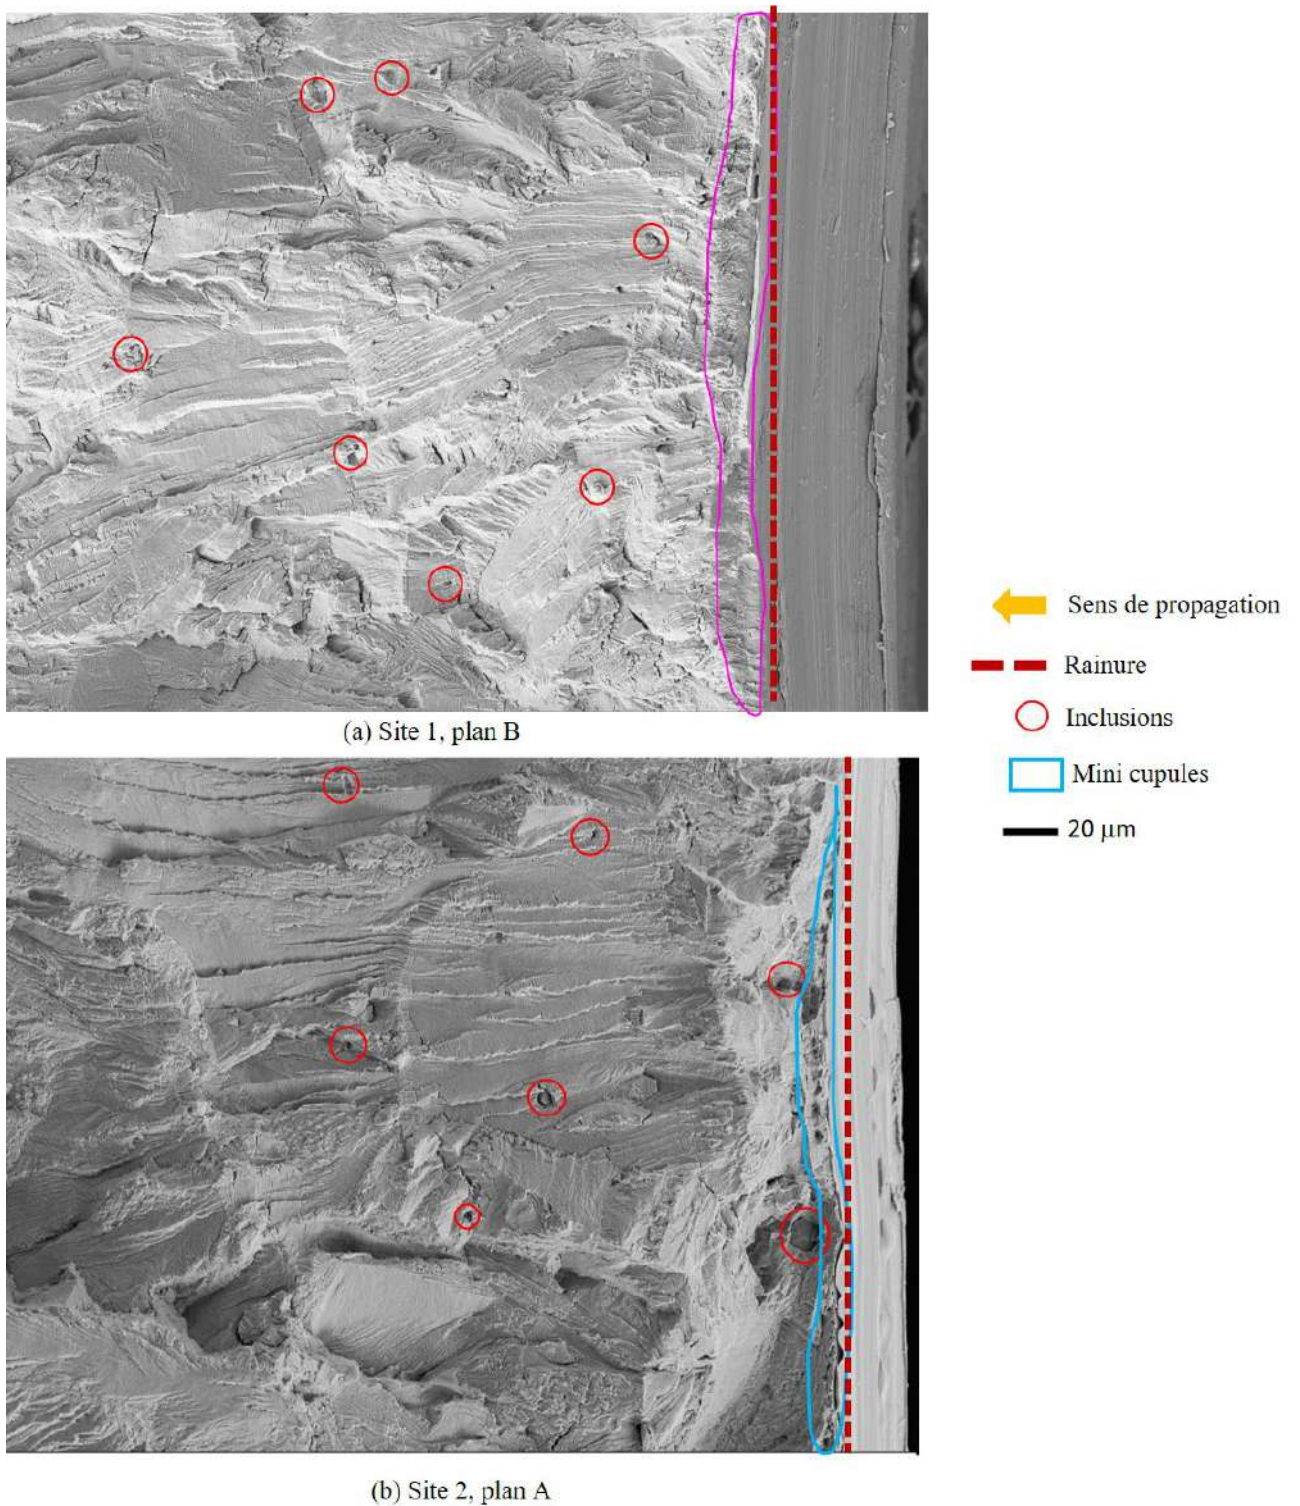 Sens de propagation
Rainure
Inclusions
(a) Site 1, plan B
Mini cupules
20 µm
(b) Site 2, plan A